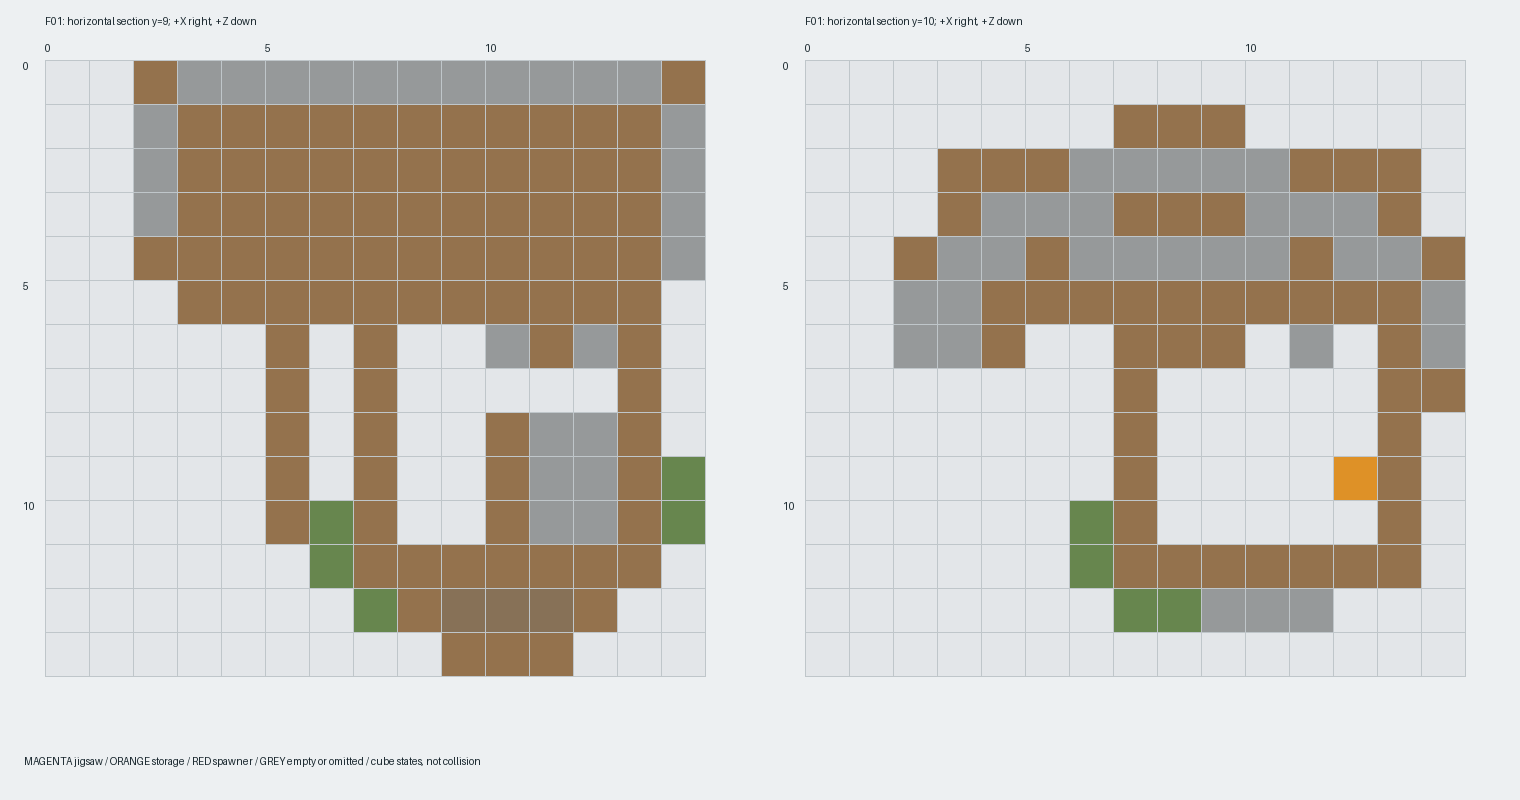 F01: horizontal section y=9; +X right, +Z down
F01: horizontal section y=10; +X right, +Z down
0 5 10
0 5 10
0
0
5
5
10
10
MAGENTA jigsaw / ORANGE storage / RED spawner / GREY empty or omitted / cube states, not collision